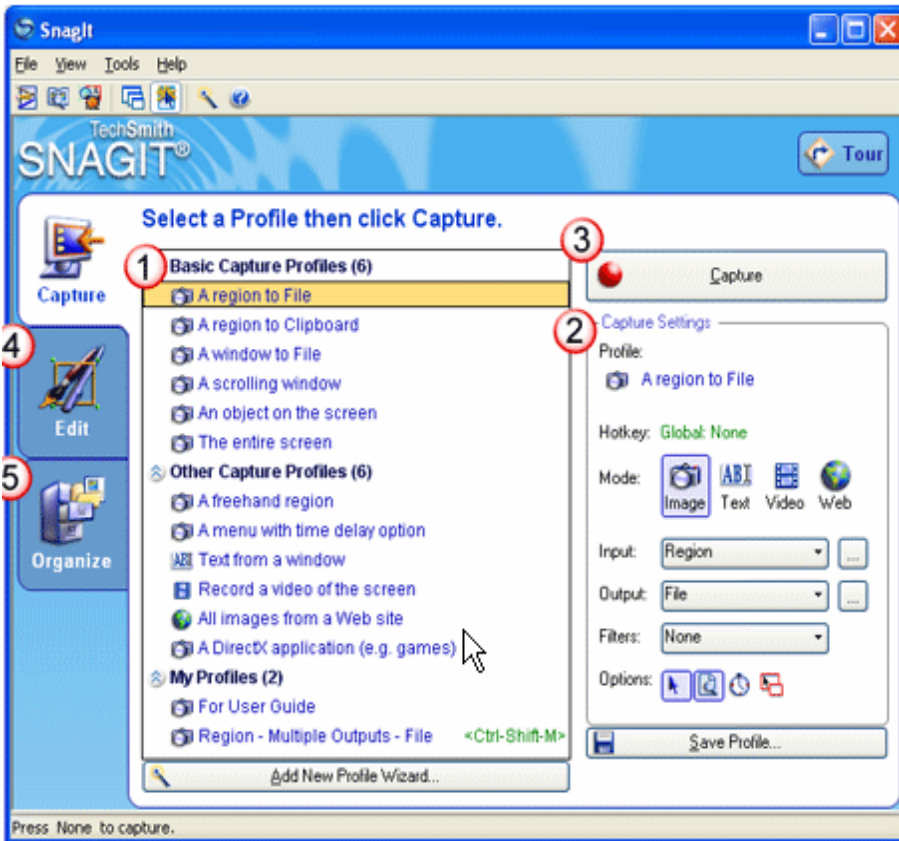 SnagIt
File View Tools Help
TechSmith
SNAGIT®
Tour
Select a Profile then click Capture.
Capture
1
Basic Capture Profiles (6)
A region to File
A region to Clipboard
A window to File
A scrolling window
An object on the screen
The entire screen
Other Capture Profiles (6)
A freehand region
A menu with time delay option
ABI Text from a window
Record a video of the screen
All images from a Web site
A DirectX application (e.g. games)
My Profiles (2)
For User Guide
Region - Multiple Outputs - File <Ctrl-Shift-M>
Add New Profile Wizard...
3
Capture
2
Capture Settings
Profile:
A region to File
Hotkey: Global: None
Mode:
ABI
Image Text Video Web
Input: Region ...
Output: File ...
Filters: None
Options:
Save Profile...
4
Edit
5
Organize
Press None to capture.